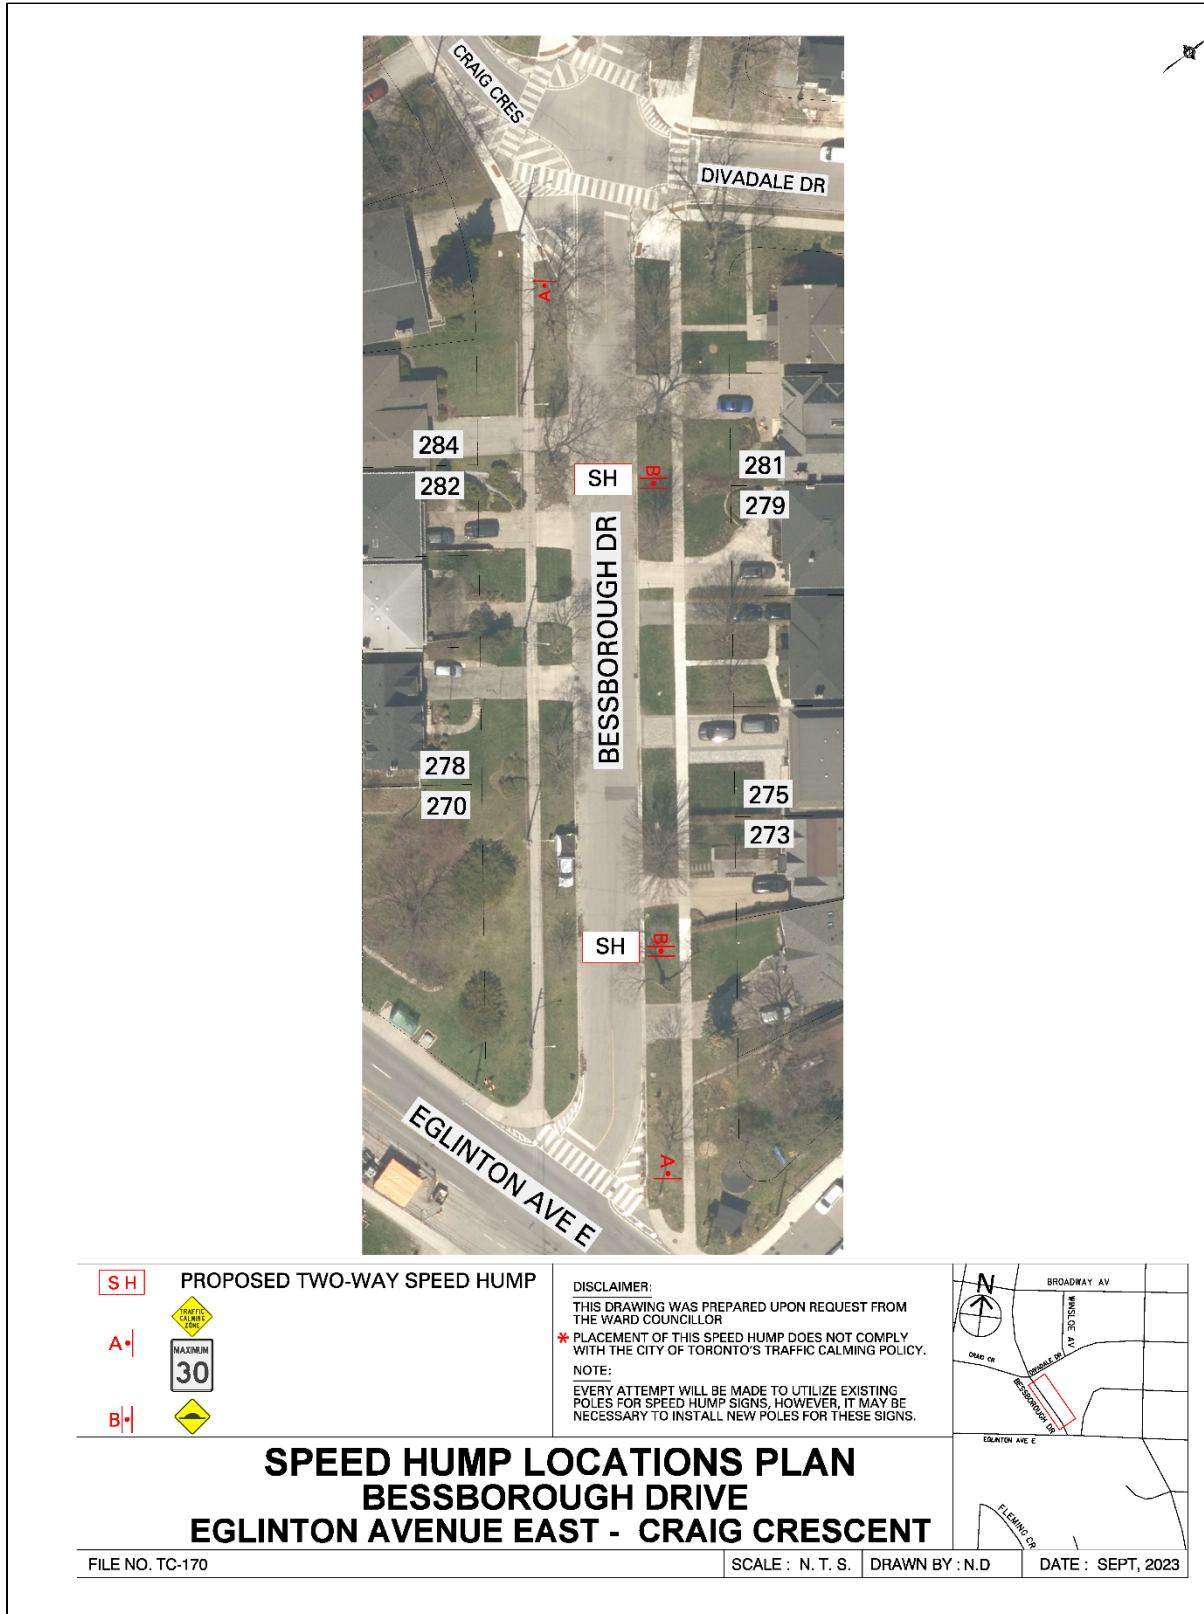 CRAIG CRES
DIVADALE DR
A
284
282
SH
B
281
279
BESSBOROUGH DR
278
270
275
273
SH
B
A
EGLINTON AVE E
SH PROPOSED TWO-WAY SPEED HUMP
TRAFFIC
CALMING
ZONE
A
MAXIMUM
30
B
DISCLAIMER:
THIS DRAWING WAS PREPARED UPON REQUEST FROM
THE WARD COUNCILLOR
* PLACEMENT OF THIS SPEED HUMP DOES NOT COMPLY
WITH THE CITY OF TORONTO'S TRAFFIC CALMING POLICY.
NOTE:
EVERY ATTEMPT WILL BE MADE TO UTILIZE EXISTING
POLES FOR SPEED HUMP SIGNS, HOWEVER, IT MAY BE
NECESSARY TO INSTALL NEW POLES FOR THESE SIGNS.
N
BROADWAY AV
WINSLOE AV
CRAIG CR
DIVADALE DR
BESSBOROUGH DR
EGLINTON AVE E
FLEMING CR
SPEED HUMP LOCATIONS PLAN
BESSBOROUGH DRIVE
EGLINTON AVENUE EAST - CRAIG CRESCENT
FILE NO. TC-170
SCALE : N. T. S.
DRAWN BY : N.D
DATE : SEPT, 2023